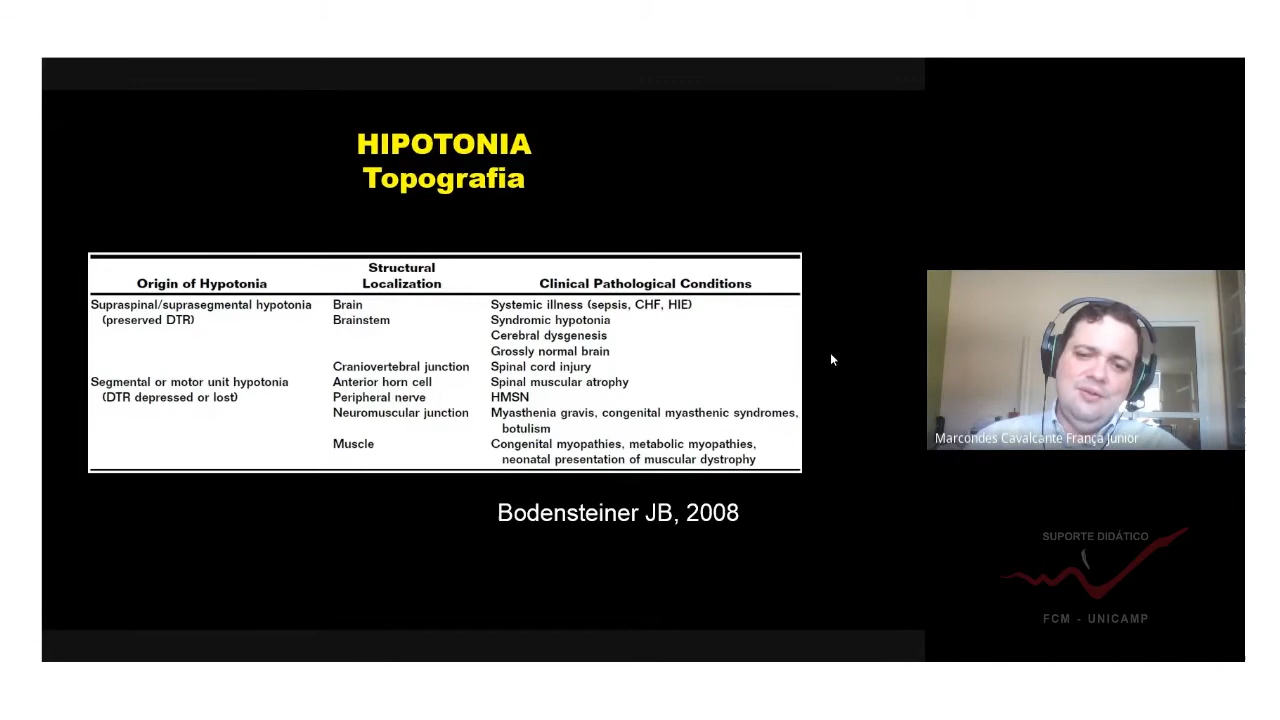 HIPOTONIA
Topografia
Origin of Hypotonia Structural Localization Clinical Pathological Conditions
Supraspinal/suprasegmental hypotonia Brain Systemic illness (sepsis, CHF, HIE)
(preserved DTR) Brainstem Syndromic hypotonia
Cerebral dysgenesis
Grossly normal brain
Craniovertebral junction Spinal cord injury
Segmental or motor unit hypotonia Anterior horn cell Spinal muscular atrophy
(DTR depressed or lost) Peripheral nerve HMSN
Neuromuscular junction Myasthenia gravis, congenital myasthenic syndromes,
botulism
Muscle Congenital myopathies, metabolic myopathies,
neonatal presentation of muscular dystrophy
Bodensteiner JB, 2008
Marcondes Cavalcante França Junior
SUPORTE DIDÁTICO
FCM - UNICAMP